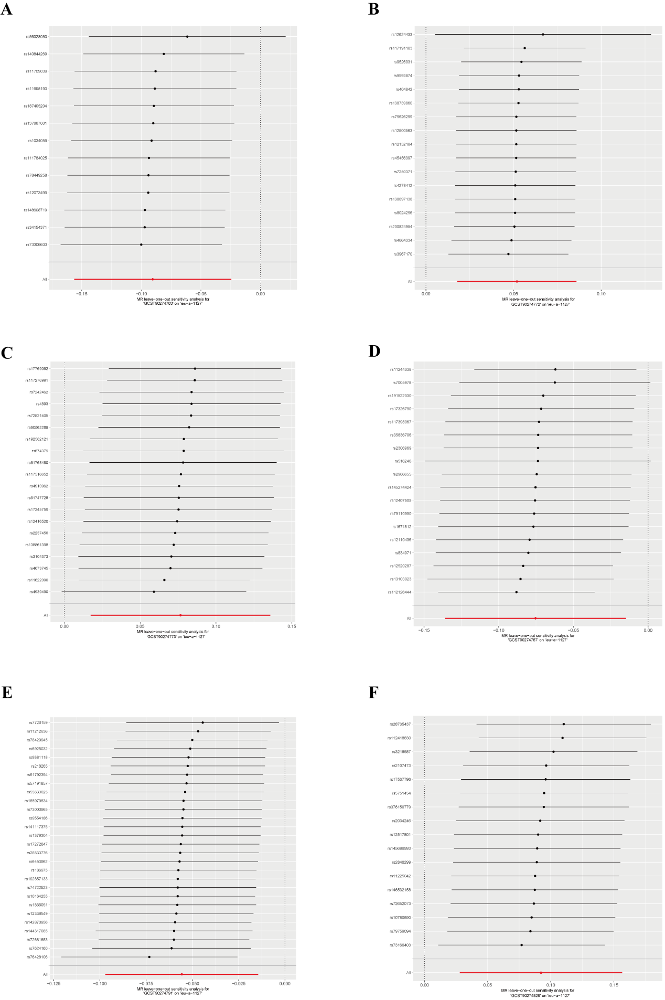 A
rs56328050
rs140844269
rs11709039
rs11695193
rs187405204
rs137887001
rs1034059
rs111764025
rs78449258
rs12073499
rs148608719
rs34154371
rs73306603
All
−0.15 −0.10 −0.05 0.00
MR leave−one−out sensitivity analysis for
'GCST90274763' on 'ieu−a−1127'
B
rs12624433
rs117191103
rs9526031
rs9993874
rs404842
rs138739860
rs75626299
rs12500563
rs12152184
rs45456397
rs7250371
rs4278412
rs138897138
rs8024256
rs200824954
rs4664334
rs3967170
All
0.00 0.05 0.10
MR leave−one−out sensitivity analysis for
'GCST90274772' on 'ieu−a−1127'
C
rs17769062
rs117276991
rs7242462
rs4893
rs72821405
rs60562286
rs192582121
rs674379
rs61768480
rs117516652
rs4910962
rs61747728
rs17345759
rs12416520
rs2237450
rs138861398
rs3104373
rs4073745
rs11622090
rs4939490
All
0.00 0.05 0.10 0.15
MR leave−one−out sensitivity analysis for
'GCST90274773' on 'ieu−a−1127'
D
rs11244038
rs7005978
rs191522330
rs17326790
rs117398067
rs35836706
rs2306969
rs516246
rs2906655
rs145274424
rs12407505
rs79110990
rs1671812
rs12110436
rs834971
rs12520287
rs13103023
rs112126444
All
−0.15 −0.10 −0.05 0.00
MR leave−one−out sensitivity analysis for
'GCST90274787' on 'ieu−a−1127'
E
rs7726159
rs11212636
rs78429945
rs6925032
rs9381118
rs218265
rs61792394
rs57191857
rs55633025
rs185979634
rs73000965
rs9554186
rs141117375
rs1379304
rs17272847
rs28533776
rs6453962
rs186975
rs192857133
rs74722523
rs10164255
rs1866051
rs12338549
rs142870956
rs144317085
rs72681653
rs7624160
rs76428106
All
−0.125 −0.100 −0.075 −0.050 −0.025 0.000
MR leave−one−out sensitivity analysis for
'GCST90274791' on 'ieu−a−1127'
F
rs28735437
rs112418830
rs3218587
rs2107473
rs17537796
rs5751454
rs376150779
rs2034246
rs12517801
rs145686993
rs2846299
rs11225042
rs146532158
rs72652073
rs10780690
rs79759094
rs73166403
All
0.00 0.05 0.10 0.15
MR leave−one−out sensitivity analysis for
'GCST90274829' on 'ieu−a−1127'